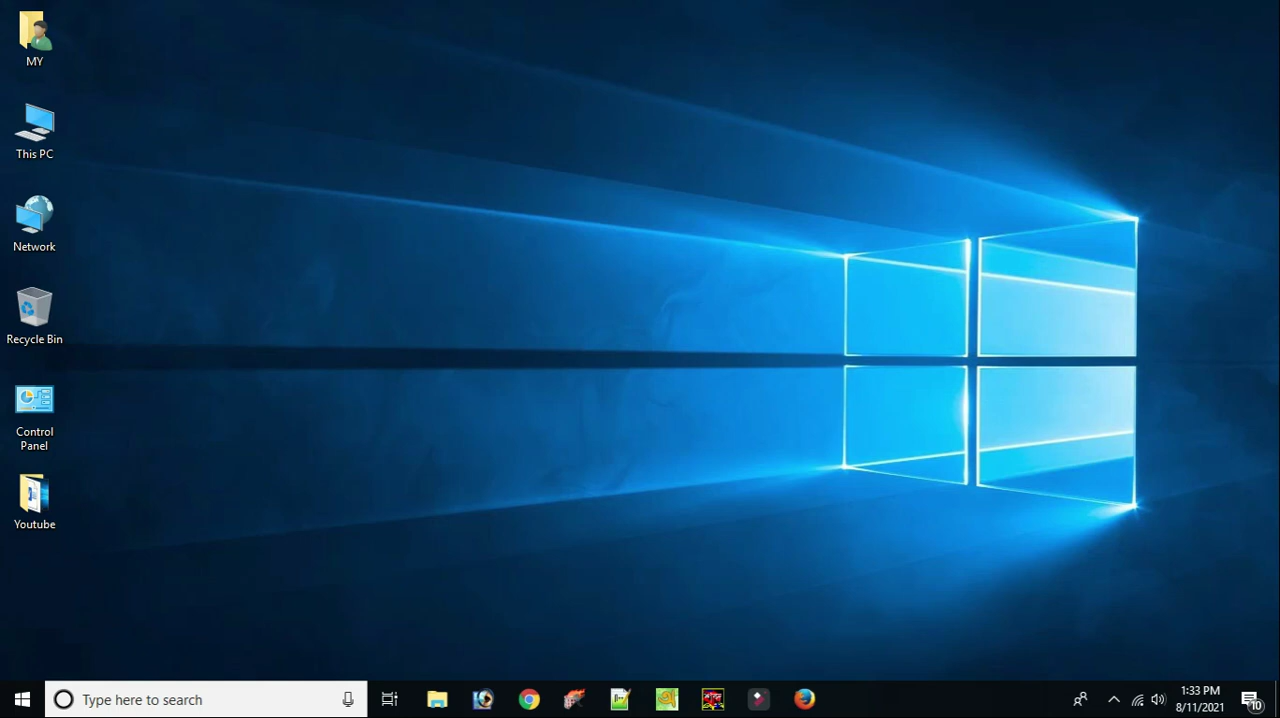 MY
This PC
Network
Recycle Bin
Control
Panel
Youtube
Type here to search
1:33 PM
8/11/2021
10